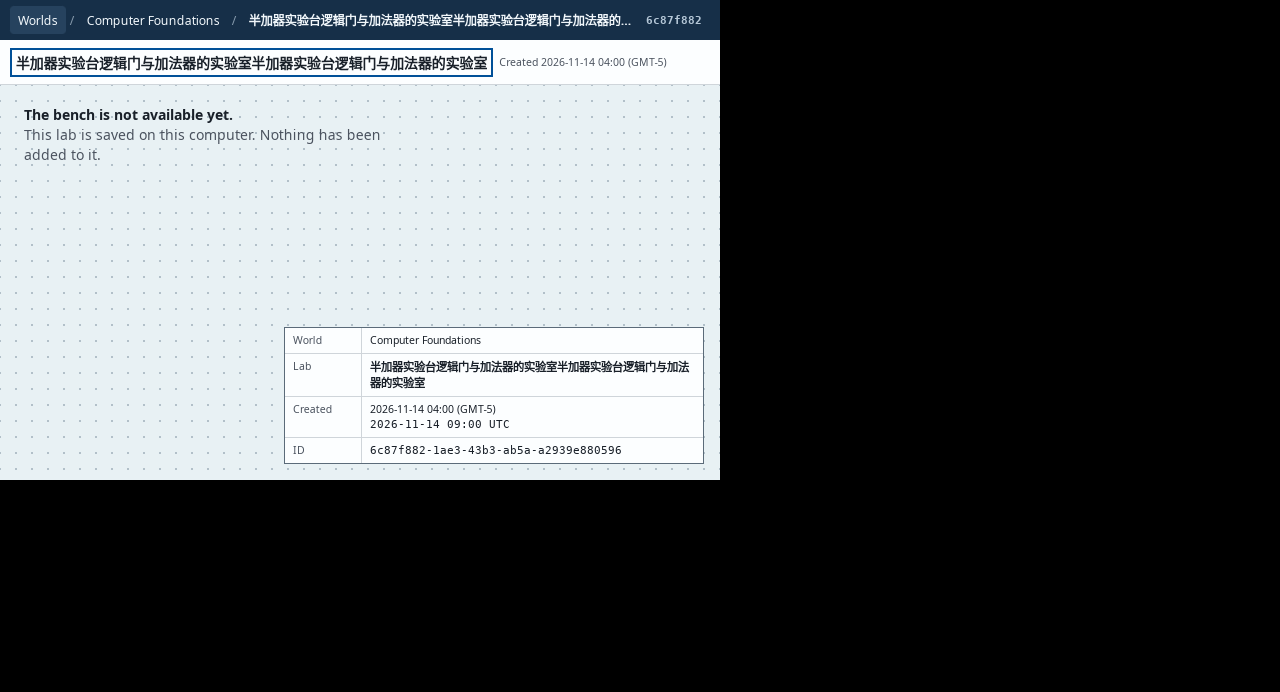 Worlds / Computer Foundations / 半加器实验台逻辑门与加法器的实验室半加器实验台逻辑门与加法器的... 6c87f882
半加器实验台逻辑门与加法器的实验室半加器实验台逻辑门与加法器的实验室 Created 2026-11-14 04:00 (GMT-5)
The bench is not available yet.
This lab is saved on this computer. Nothing has been
added to it.
World Computer Foundations
Lab 半加器实验台逻辑门与加法器的实验室半加器实验台逻辑门与加法
器的实验室
Created 2026-11-14 04:00 (GMT-5)
2026-11-14 09:00 UTC
ID 6c87f882-1ae3-43b3-ab5a-a2939e880596